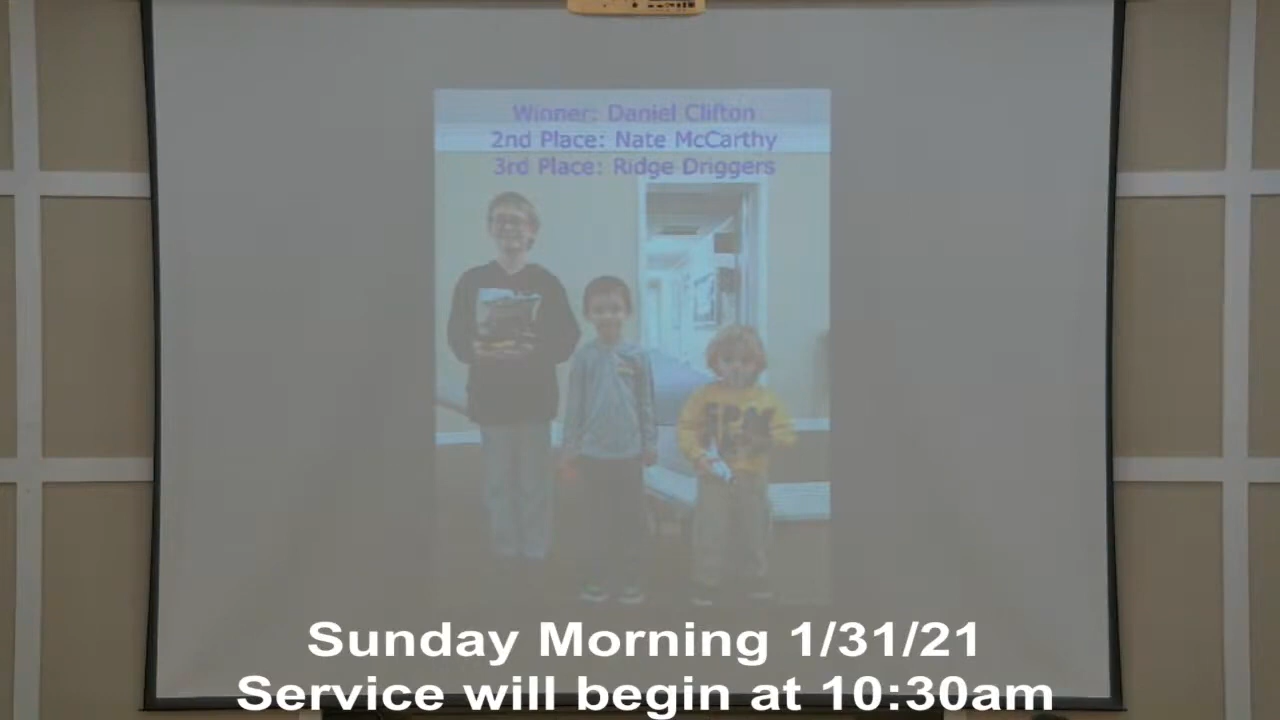 Winner: Daniel Clifton
2nd Place: Nate McCarthy
3rd Place: Ridge Driggers
Sunday Morning 1/31/21
Service will begin at 10:30am